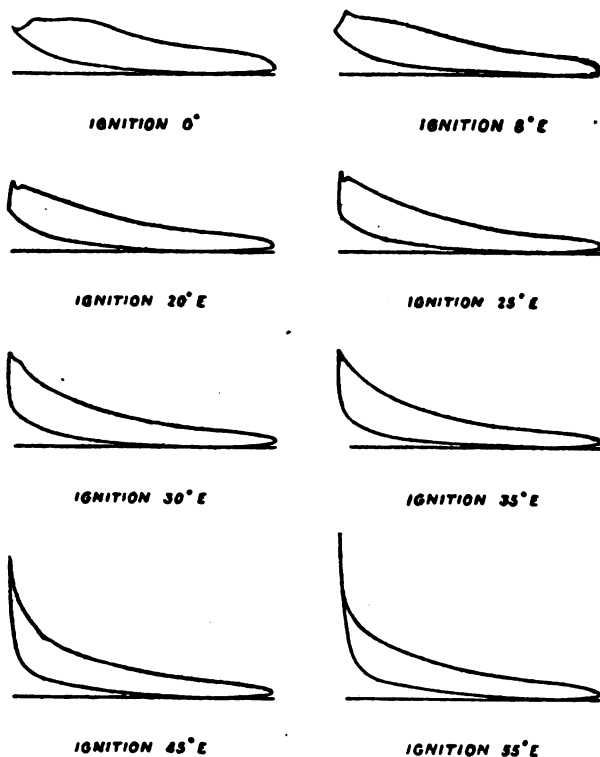 IGNITION 0°
IGNITION 8° E
IGNITION 20° E
IGNITION 25° E
IGNITION 30° E
IGNITION 35° E
IGNITION 45° E
IGNITION 55° E